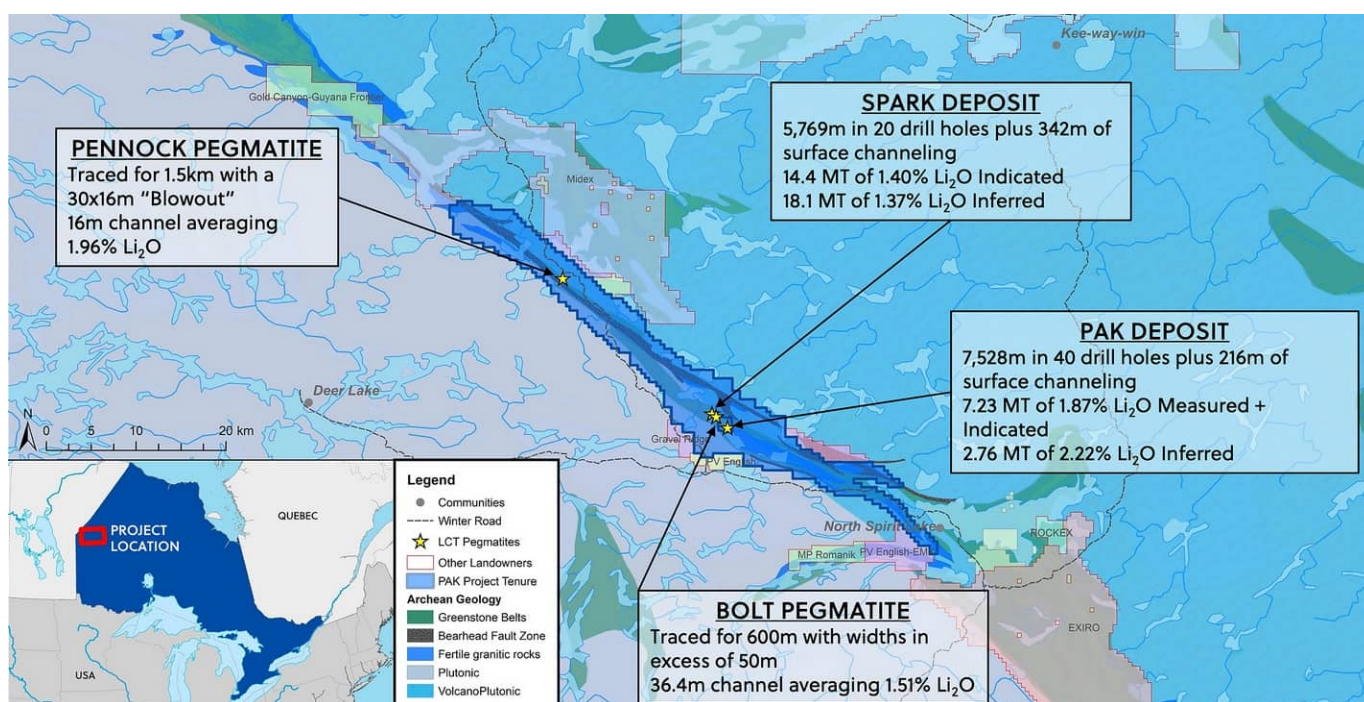 Kee-way-win
Gold Canyon-Guyana Frontier
SPARK DEPOSIT
5,769m in 20 drill holes plus 342m of
surface channeling
14.4 MT of 1.40% Li₂O Indicated
18.1 MT of 1.37% Li₂O Inferred
PENNOCK PEGMATITE
Traced for 1.5km with a
30x16m “Blowout”
16m channel averaging
1.96% Li₂O
Midex
PAK DEPOSIT
7,528m in 40 drill holes plus 216m of
surface channeling
7.23 MT of 1.87% Li₂O Measured +
Indicated
2.76 MT of 2.22% Li₂O Inferred
Deer Lake
N
0 5 10 20 km
Gravel Ridge
PV English
North Spirit Lake
ROCKEX
MP Romanik
PV English-EML
EXIRO
QUEBEC
PROJECT
LOCATION
USA
Legend
Communities
Winter Road
LCT Pegmatites
Other Landowners
PAK Project Tenure
Archean Geology
Greenstone Belts
Bearhead Fault Zone
Fertile granitic rocks
Plutonic
VolcanoPlutonic
BOLT PEGMATITE
Traced for 600m with widths in
excess of 50m
36.4m channel averaging 1.51% Li₂O